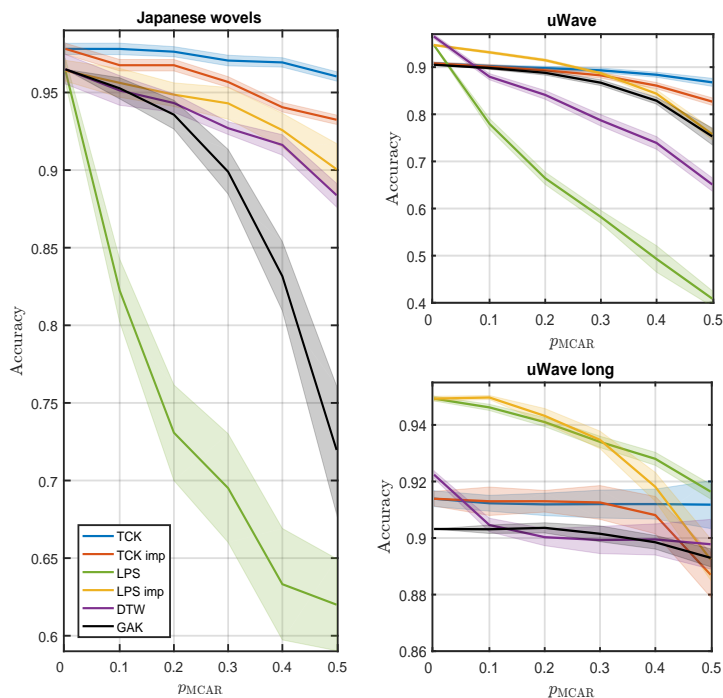 Japanese wovels
Accuracy
0.95
0.9
0.85
0.8
0.75
0.7
0.65
0.6
TCK
TCK imp
LPS
LPS imp
DTW
GAK
0 0.1 0.2 0.3 0.4 0.5
pMCAR
uWave
Accuracy
0.9
0.8
0.7
0.6
0.5
0.4
0 0.1 0.2 0.3 0.4 0.5
pMCAR
uWave long
Accuracy
0.94
0.92
0.9
0.88
0.86
0 0.1 0.2 0.3 0.4 0.5
pMCAR